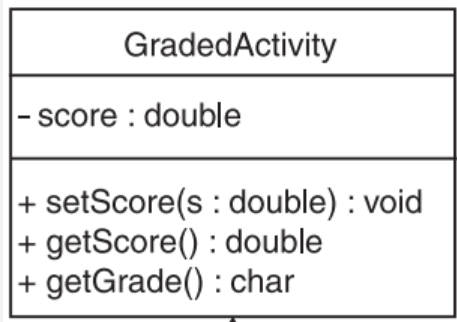 GradedActivity
- score : double
+ setScore(s : double) : void
+ getScore() : double
+ getGrade() : char